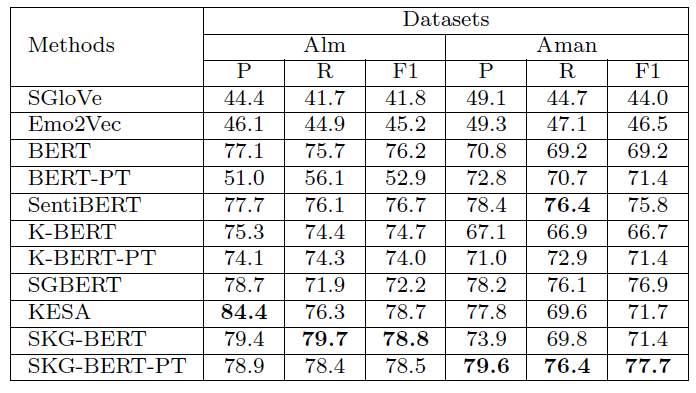 Datasets
Methods Alm Aman
P R F1 P R F1
SGloVe 44.4 41.7 41.8 49.1 44.7 44.0
Emo2Vec 46.1 44.9 45.2 49.3 47.1 46.5
BERT 77.1 75.7 76.2 70.8 69.2 69.2
BERT-PT 51.0 56.1 52.9 72.8 70.7 71.4
SentiBERT 77.7 76.1 76.7 78.4 76.4 75.8
K-BERT 75.3 74.4 74.7 67.1 66.9 66.7
K-BERT-PT 74.1 74.3 74.0 71.0 72.9 71.4
SGBERT 78.7 71.9 72.2 78.2 76.1 76.9
KESA 84.4 76.3 78.7 77.8 69.6 71.7
SKG-BERT 79.4 79.7 78.8 73.9 69.8 71.4
SKG-BERT-PT 78.9 78.4 78.5 79.6 76.4 77.7